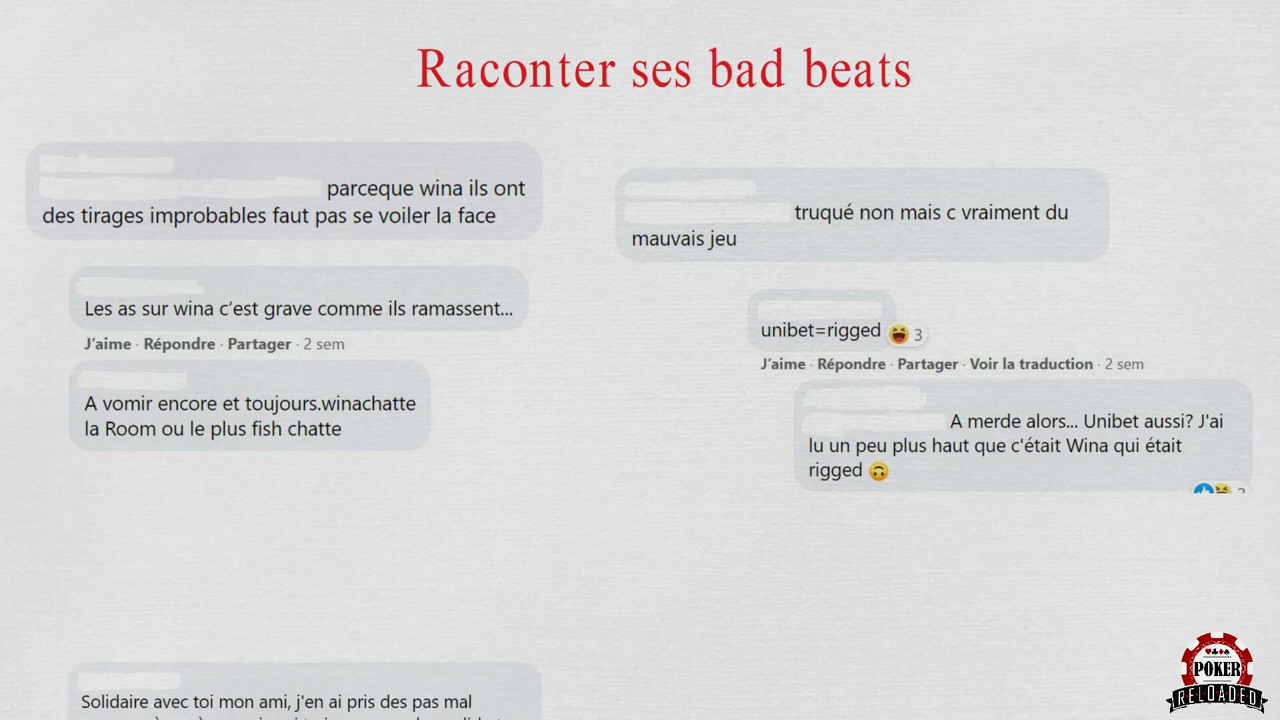 Raconter ses bad beats
parceque wina ils ont
des tirages improbables faut pas se voiler la face
Les as sur wina c'est grave comme ils ramassent...
J'aime · Répondre · Partager · 2 sem
A vomir encore et toujours.winachatte
la Room ou le plus fish chatte
truqué non mais c vraiment du
mauvais jeu
unibet=rigged 😆 3
J'aime · Répondre · Partager · Voir la traduction · 2 sem
A merde alors... Unibet aussi? J'ai
lu un peu plus haut que c'était Wina qui était
rigged 🙃
Solidaire avec toi mon ami, j'en ai pris des pas mal
POKER
RELOADED